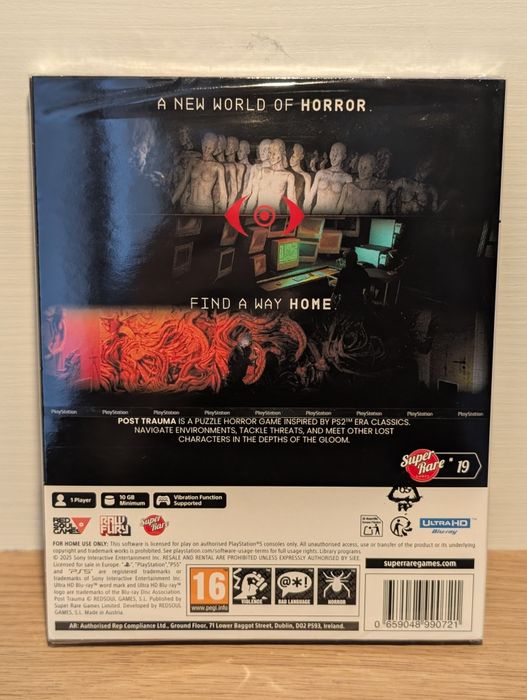 A NEW WORLD OF HORROR.
FIND A WAY HOME.
PlayStation PlayStation PlayStation PlayStation PlayStation PlayStation PlayStation PlayStation PlayStation
POST TRAUMA IS A PUZZLE HORROR GAME INSPIRED BY PS2™ ERA CLASSICS.
NAVIGATE ENVIRONMENTS, TACKLE THREATS, AND MEET OTHER LOST
CHARACTERS IN THE DEPTHS OF THE GLOOM.
Super Rare GAMES
19
1 Player
10 GB Minimum
Vibration Function Supported
RED SOUL GAMES
RAW FURY
Super Rare
ULTRA HD Blu-ray
FOR HOME USE ONLY: This software is licensed for play on authorised PlayStation®5 consoles only. All unauthorised access, use or transfer of the product or its underlying
copyright and trademark works is prohibited. See playstation.com/software-usage-terms for full usage rights. Library programs
© 2025 Sony Interactive Entertainment Inc. RESALE AND RENTAL ARE PROHIBITED UNLESS EXPRESSLY AUTHORISED BY SIEE.
Licensed for sale in Europe. "PlayStation", "PS5"
and "PS5" are registered trademarks or
trademarks of Sony Interactive Entertainment Inc.
Ultra HD Blu-ray™ word mark and Ultra HD Blu-ray™
logo are trademarks of the Blu-ray Disc Association.
Post Trauma © REDSOUL GAMES, S.L. Published by
Super Rare Games Limited. Developed by REDSOUL
GAMES, S.L. Made in Austria.
16
www.pegi.info
VIOLENCE
@*!
BAD LANGUAGE
HORROR
superraregames.com
0 659048 990721
AR: Authorised Rep Compliance Ltd., Ground Floor, 71 Lower Baggot Street, Dublin, D02 P593, Ireland.